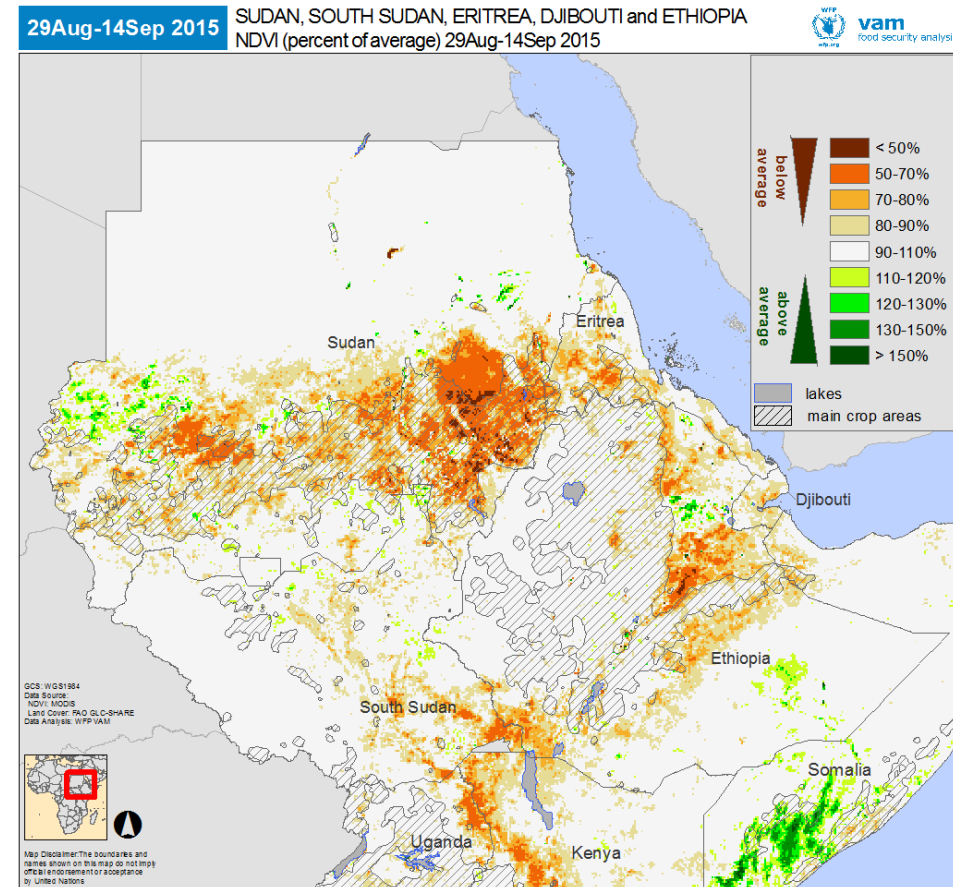 29Aug-14Sep 2015
SUDAN, SOUTH SUDAN, ERITREA, DJIBOUTI and ETHIOPIA
NDVI (percent of average) 29Aug-14Sep 2015
WFP
wfp.org
vam
food security analysi
below
average
above
average
< 50%
50-70%
70-80%
80-90%
90-110%
110-120%
120-130%
130-150%
> 150%
lakes
main crop areas
Eritrea
Sudan
Djibouti
Ethiopia
South Sudan
Somalia
Uganda
Kenya
GCS: WGS1984
Data Source:
NDVI: MODIS
Land Cover: FAO GLC-SHARE
Data Analysis: WFP VAM
Map Disclaimer:The boundaries and
names shown on this map do not imply
official endorsement or acceptance
by United Nations